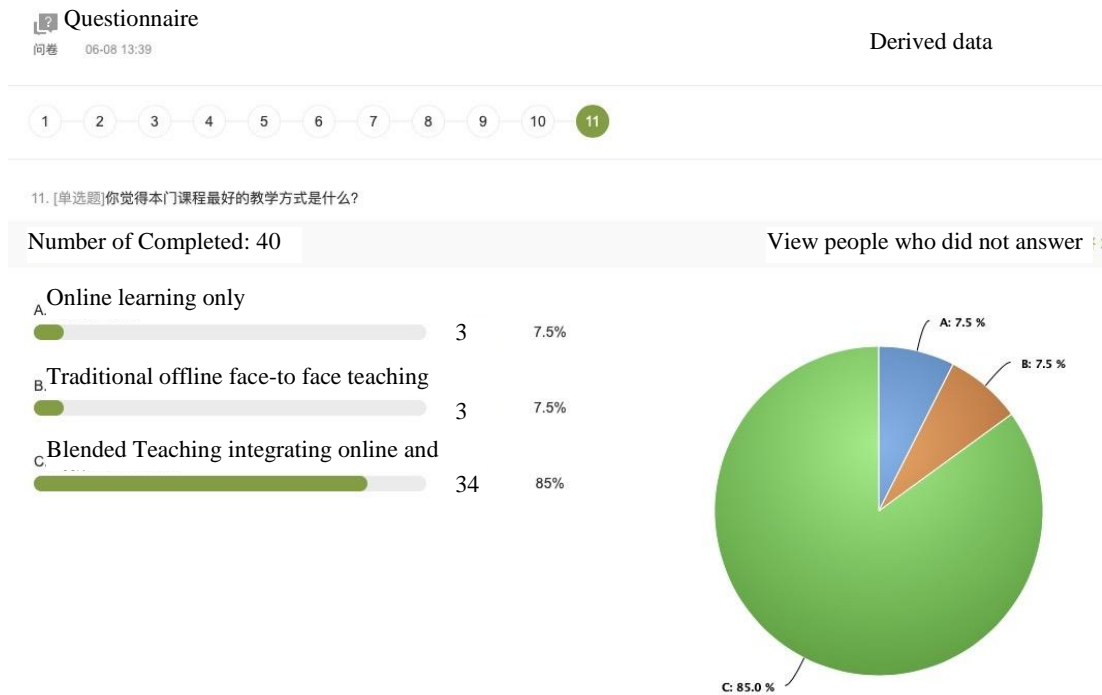 Questionnaire
问卷 06-08 13:39
Derived data
1 2 3 4 5 6 7 8 9 10 11
11. [单选题]你觉得本门课程最好的教学方式是什么?
Number of Completed: 40
View people who did not answer
A. Online learning only
3 7.5%
B. Traditional offline face-to face teaching
3 7.5%
C. Blended Teaching integrating online and
34 85%
A: 7.5 %
B: 7.5 %
C: 85.0 %